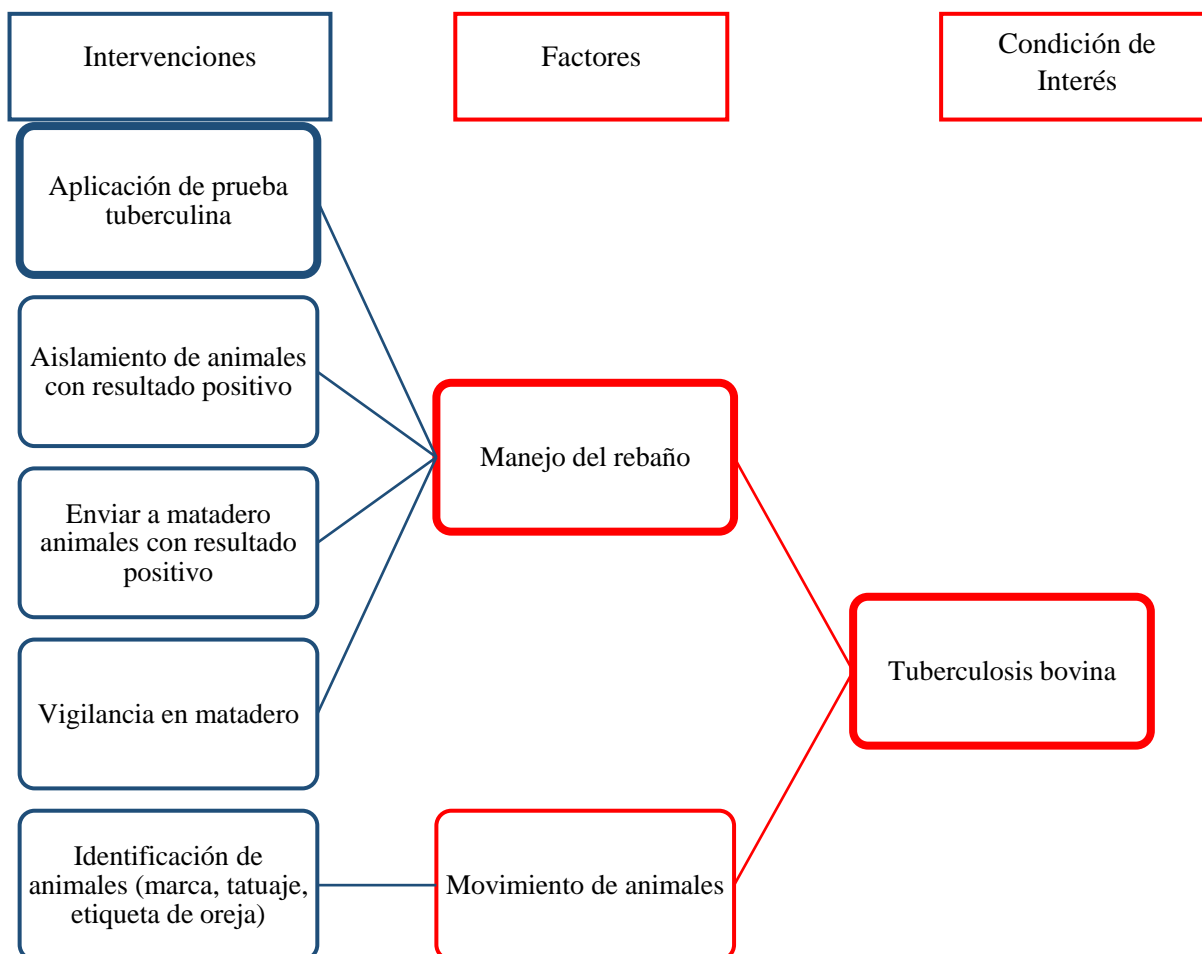 Intervenciones
Factores
Condición de
Interés
Aplicación de prueba
tuberculina
Aislamiento de animales
con resultado positivo
Enviar a matadero
animales con resultado
positivo
Vigilancia en matadero
Identificación de
animales (marca, tatuaje,
etiqueta de oreja)
Manejo del rebaño
Movimiento de animales
Tuberculosis bovina